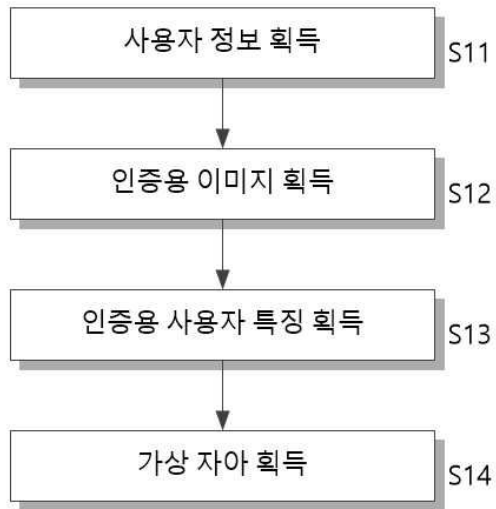 사용자 정보 획득
S11
인증용 이미지 획득
S12
인증용 사용자 특징 획득
S13
가상 자아 획득
S14